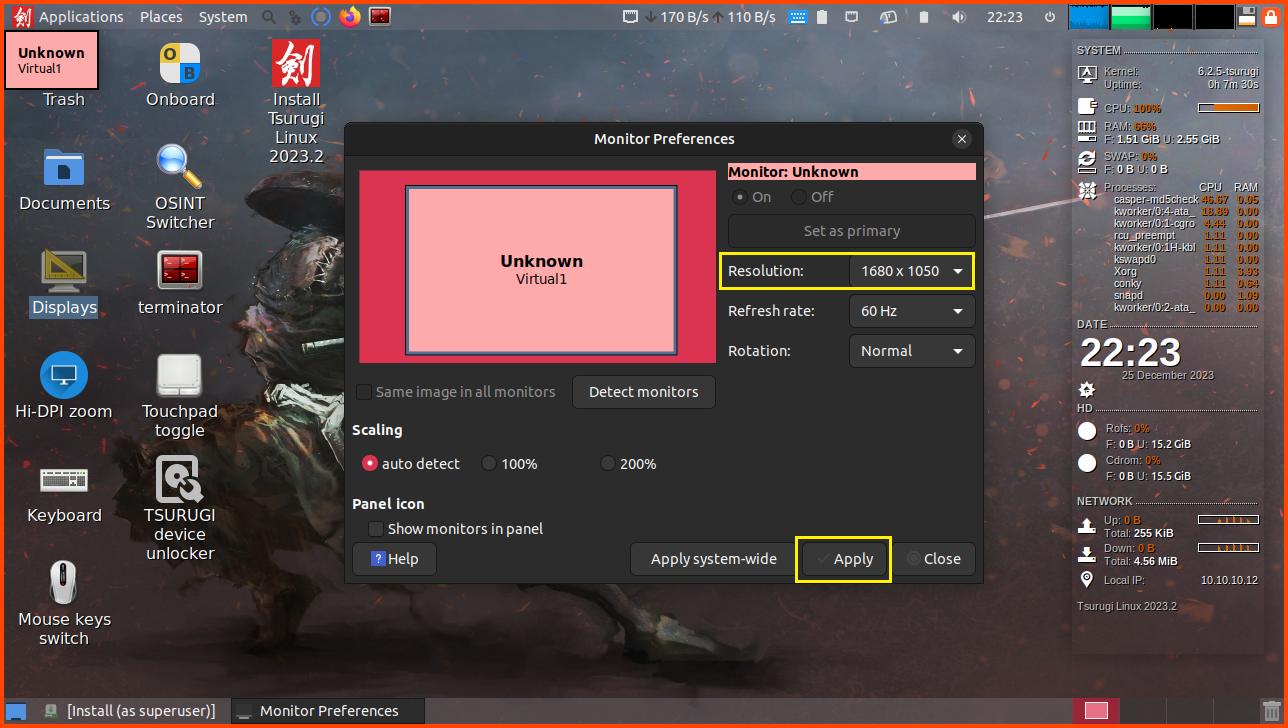 Applications Places System
170 B/s 110 B/s
22:23
Unknown
Virtual1
Trash
O
B
Onboard
剣
Install
Tsurugi
Linux
2023.2
Documents
OSINT
Switcher
Displays
terminator
Hi-DPI zoom
Touchpad
toggle
Keyboard
TSURUGI
device
unlocker
Mouse keys
switch
Monitor Preferences
Unknown
Virtual1
Monitor: Unknown
On Off
Set as primary
Resolution: 1680 x 1050
Refresh rate: 60 Hz
Rotation: Normal
Same image in all monitors Detect monitors
Scaling
auto detect 100% 200%
Panel icon
Show monitors in panel
? Help Apply system-wide Apply Close
SYSTEM
Kernel: 6.2.5-tsurugi
Uptime: 0h 7m 30s
CPU: 100%
RAM: 66%
F: 1.51 GiB U: 2.55 GiB
SWAP: 0%
F: 0 B U: 0 B
Processes: CPU RAM
casper-md5check 46.67 0.05
kworker/0:4-ata_ 18.89 0.00
kworker/0:1-cgro 4.44 0.00
rcu_preempt 1.11 0.00
kworker/0:1H-kbl 1.11 0.00
kswapd0 1.11 0.00
Xorg 1.11 3.93
conky 1.11 0.64
snapd 0.00 1.09
kworker/0:2-ata_ 0.00 0.00
DATE
22:23
25 December 2023
HD
Rofs: 0%
F: 0 B U: 15.2 GiB
Cdrom: 0%
F: 0 B U: 15.5 GiB
NETWORK
Up: 0 B
Total: 255 KiB
Down: 0 B
Total: 4.56 MiB
Local IP: 10.10.10.12
Tsurugi Linux 2023.2
[Install (as superuser)] Monitor Preferences